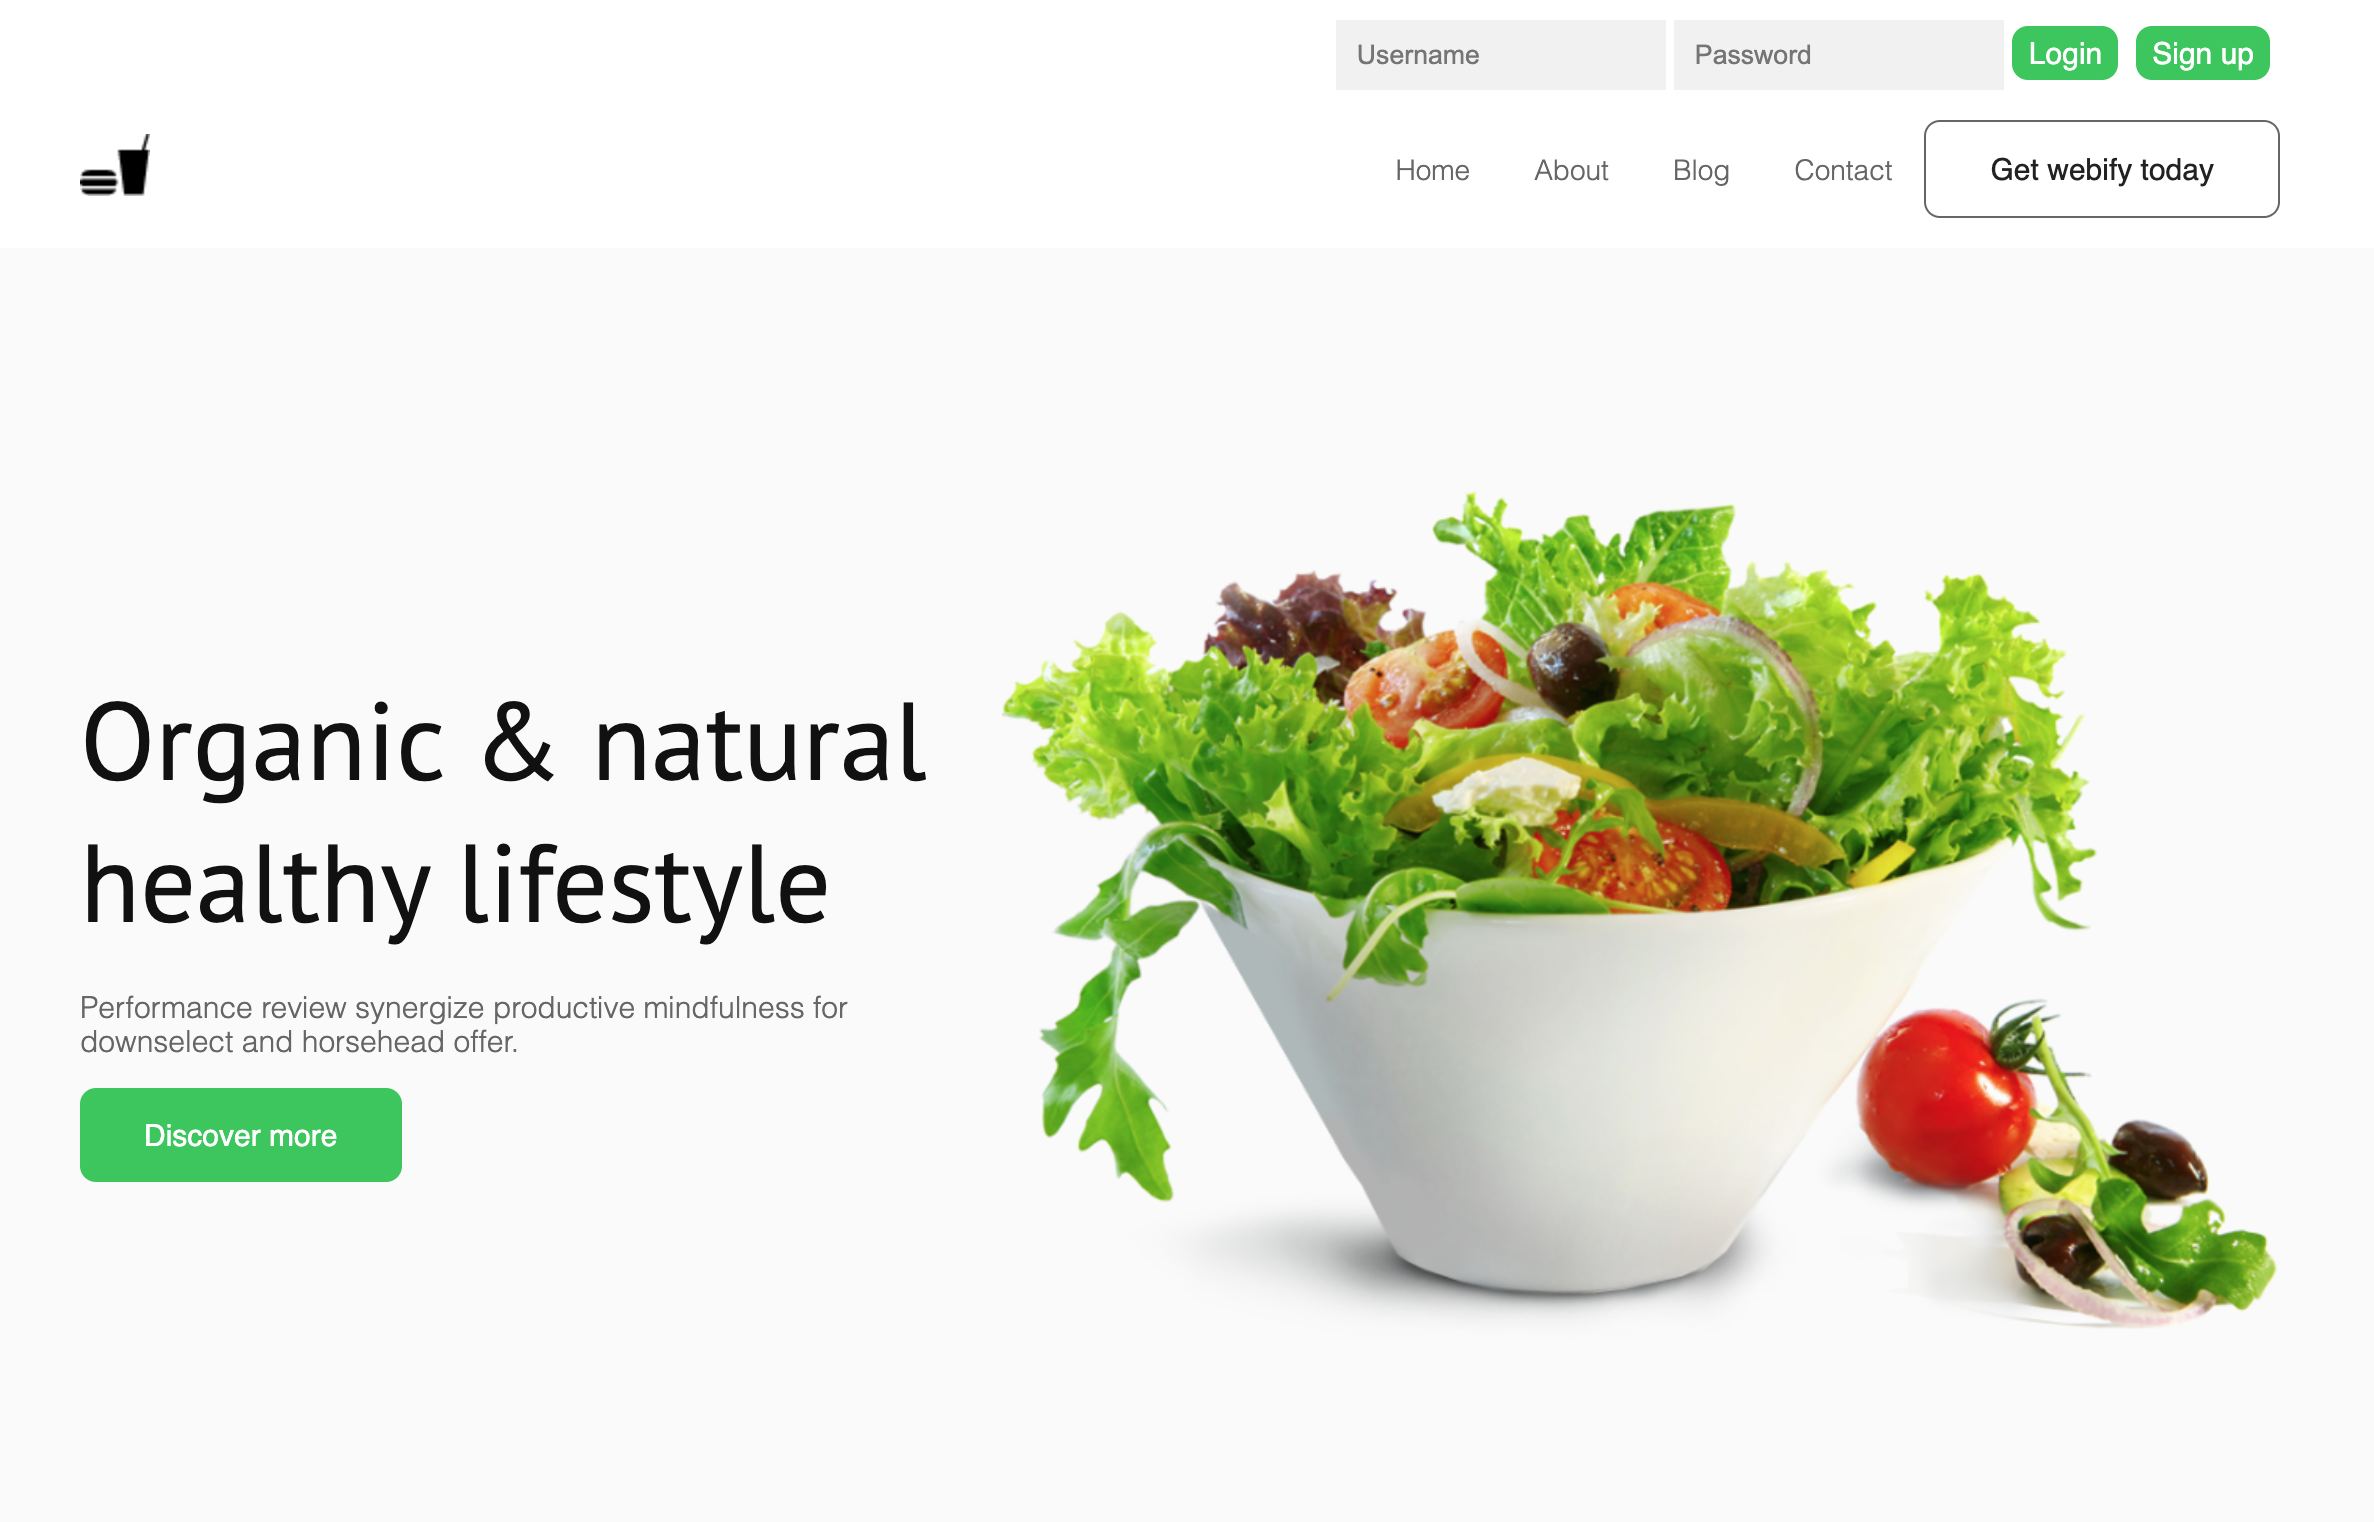 Username Password Login Sign up
Home About Blog Contact Get webify today
Organic & natural
healthy lifestyle
Performance review synergize productive mindfulness for
downselect and horsehead offer.
Discover more